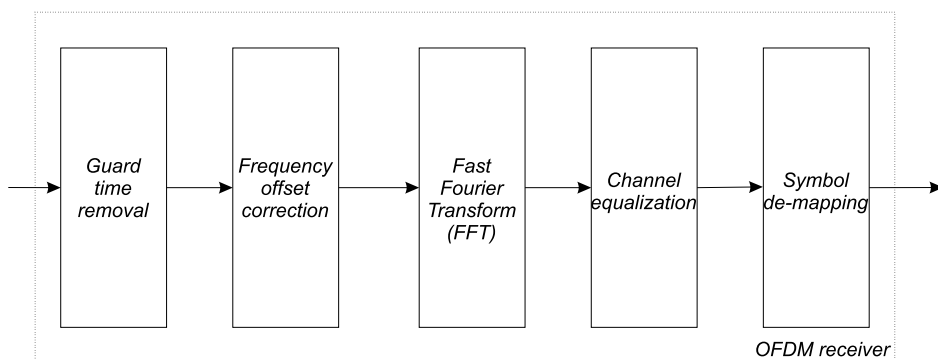 Guard
time
removal
Frequency
offset
correction
Fast
Fourier
Transform
(FFT)
Channel
equalization
Symbol
de-mapping
OFDM receiver